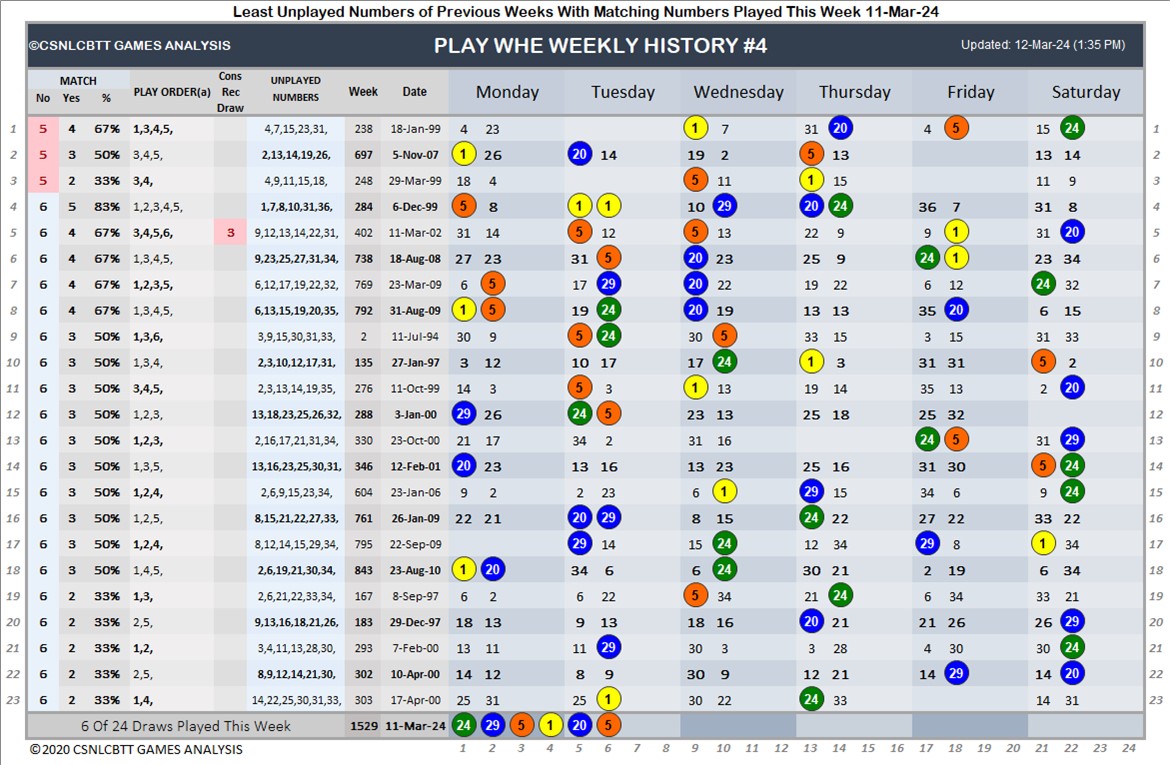 Least Unplayed Numbers of Previous Weeks With Matching Numbers Played This Week 11-Mar-24
©CSNLCBTT GAMES ANALYSIS PLAY WHE WEEKLY HISTORY #4 Updated: 12-Mar-24 (1:35 PM)
MATCH No Yes % PLAY ORDER(a) Cons Rec Draw UNPLAYED NUMBERS Week Date Monday Tuesday Wednesday Thursday Friday Saturday
1 5 4 67% 1,3,4,5, 4,7,15,23,31, 238 18-Jan-99 4 23 1 7 31 20 4 5 15 24 1
2 5 3 50% 3,4,5, 2,13,14,19,26, 697 5-Nov-07 1 26 20 14 19 2 5 13 13 14 2
3 5 2 33% 3,4, 4,9,11,15,18, 248 29-Mar-99 18 4 5 11 1 15 11 9 3
4 6 5 83% 1,2,3,4,5, 1,7,8,10,31,36, 284 6-Dec-99 5 8 1 1 10 29 20 24 36 7 31 8 4
5 6 4 67% 3,4,5,6, 3 9,12,13,14,22,31, 402 11-Mar-02 31 14 5 12 5 13 22 9 9 1 31 20 5
6 6 4 67% 1,3,4,5, 9,23,25,27,31,34, 738 18-Aug-08 27 23 31 5 20 23 25 9 24 1 23 34 6
7 6 4 67% 1,2,3,5, 6,12,17,19,22,32, 769 23-Mar-09 6 5 17 29 20 22 19 22 6 12 24 32 7
8 6 4 67% 1,3,4,5, 6,13,15,19,20,35, 792 31-Aug-09 1 5 19 24 20 19 13 13 35 20 6 15 8
9 6 3 50% 1,3,6, 3,9,15,30,31,33, 2 11-Jul-94 30 9 5 24 30 5 33 15 3 15 31 33 9
10 6 3 50% 1,3,4, 2,3,10,12,17,31, 135 27-Jan-97 3 12 10 17 17 24 1 3 31 31 5 2 10
11 6 3 50% 3,4,5, 2,3,13,14,19,35, 276 11-Oct-99 14 3 5 3 1 13 19 14 35 13 2 20 11
12 6 3 50% 1,2,3, 13,18,23,25,26,32, 288 3-Jan-00 29 26 24 5 23 13 25 18 25 32 12
13 6 3 50% 1,2,3, 2,16,17,21,31,34, 330 23-Oct-00 21 17 34 2 31 16 24 5 31 29 13
14 6 3 50% 1,3,5, 13,16,23,25,30,31, 346 12-Feb-01 20 23 13 16 13 23 25 16 31 30 5 24 14
15 6 3 50% 1,2,4, 2,6,9,15,23,34, 604 23-Jan-06 9 2 2 23 6 1 29 15 34 6 9 24 15
16 6 3 50% 1,2,5, 8,15,21,22,27,33, 761 26-Jan-09 22 21 20 29 8 15 24 22 27 22 33 22 16
17 6 3 50% 1,2,4, 8,12,14,15,29,34, 795 22-Sep-09 29 14 15 24 12 34 29 8 1 34 17
18 6 3 50% 1,4,5, 2,6,19,21,30,34, 843 23-Aug-10 1 20 34 6 6 24 30 21 2 19 6 34 18
19 6 2 33% 1,3, 2,6,21,22,33,34, 167 8-Sep-97 6 2 6 22 5 34 21 24 6 34 33 21 19
20 6 2 33% 2,5, 9,13,16,18,21,26, 183 29-Dec-97 18 13 9 13 18 16 20 21 21 26 26 29 20
21 6 2 33% 1,2, 3,4,11,13,28,30, 293 7-Feb-00 13 11 11 29 30 3 3 28 4 30 30 24 21
22 6 2 33% 2,5, 8,9,12,14,21,30, 302 10-Apr-00 14 12 8 9 30 9 12 21 14 29 14 20 22
23 6 2 33% 1,4, 14,22,25,30,31,33, 303 17-Apr-00 25 31 25 1 30 22 24 33 14 31 23
6 Of 24 Draws Played This Week 1529 11-Mar-24 24 29 5 1 20 5
©2020 CSNLCBTT GAMES ANALYSIS 1 2 3 4 5 6 7 8 9 10 11 12 13 14 15 16 17 18 19 20 21 22 23 24